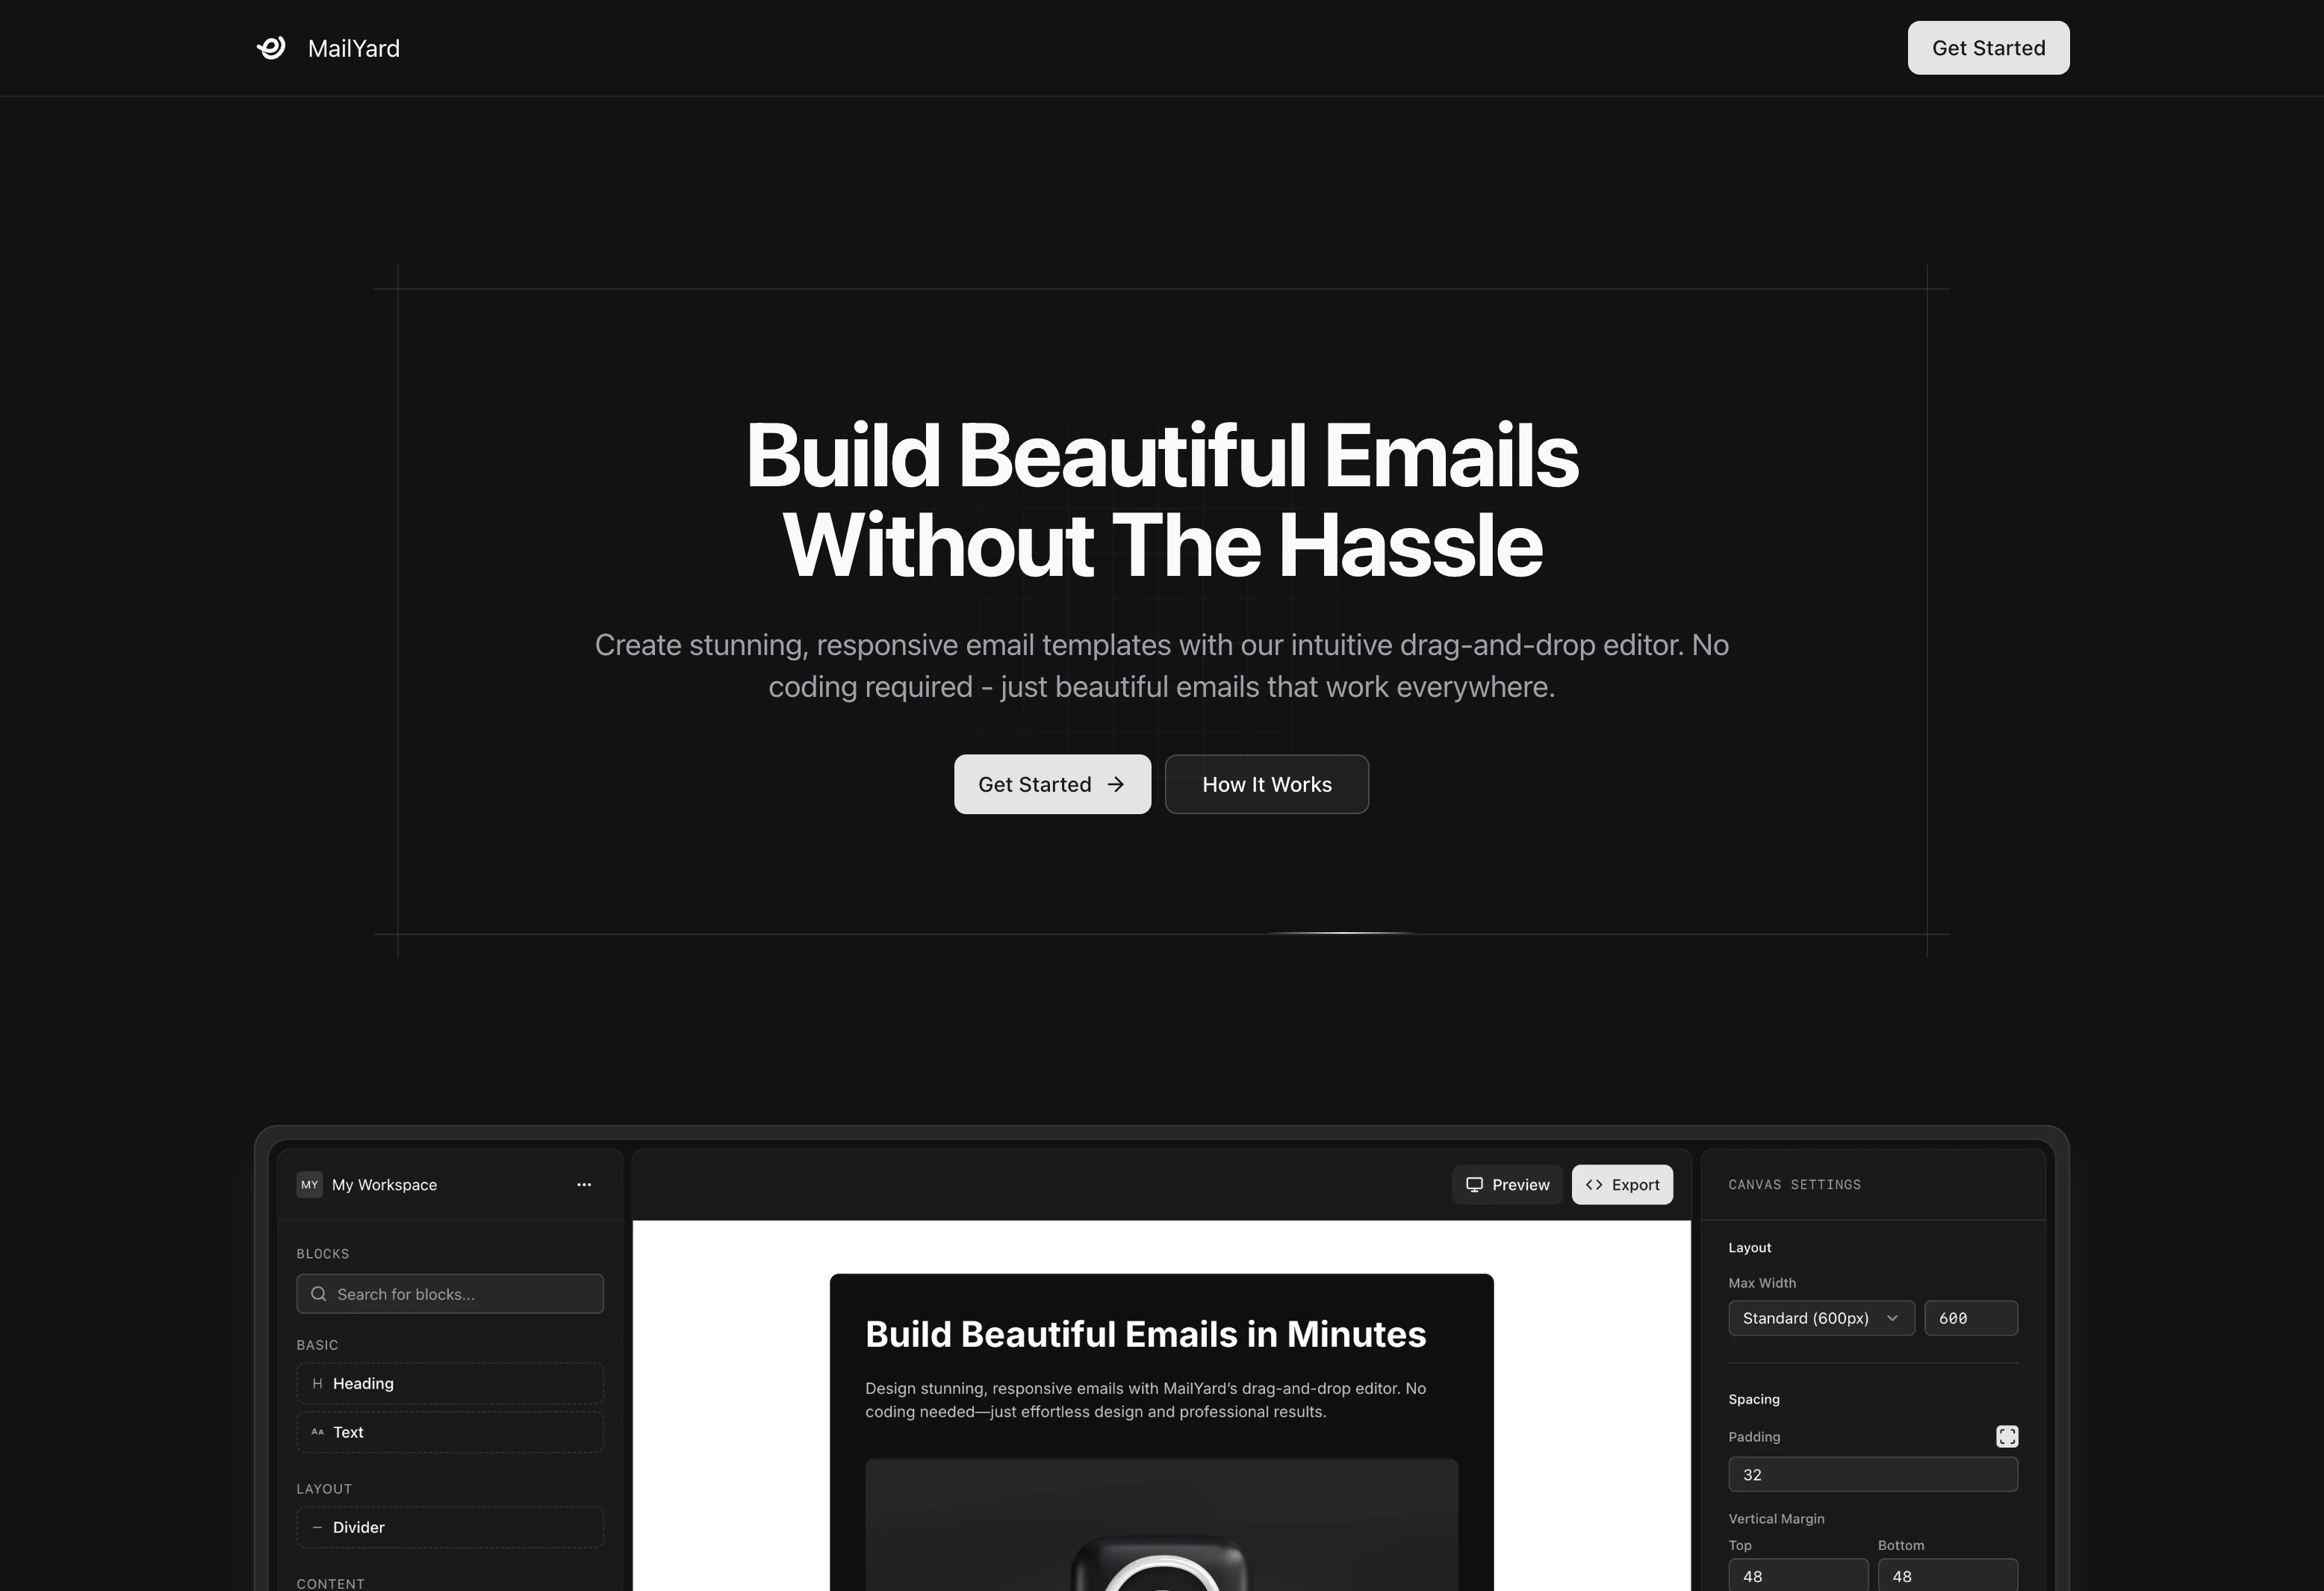 MailYard
Get Started
Build Beautiful Emails
Without The Hassle
Create stunning, responsive email templates with our intuitive drag-and-drop editor. No
coding required - just beautiful emails that work everywhere.
Get Started
How It Works
MY My Workspace
BLOCKS
Search for blocks...
BASIC
H Heading
AA Text
LAYOUT
Divider
CONTENT
Preview
Export
Build Beautiful Emails in Minutes
Design stunning, responsive emails with MailYard’s drag-and-drop editor. No
coding needed—just effortless design and professional results.
CANVAS SETTINGS
Layout
Max Width
Standard (600px) 600
Spacing
Padding
32
Vertical Margin
Top Bottom
48 48